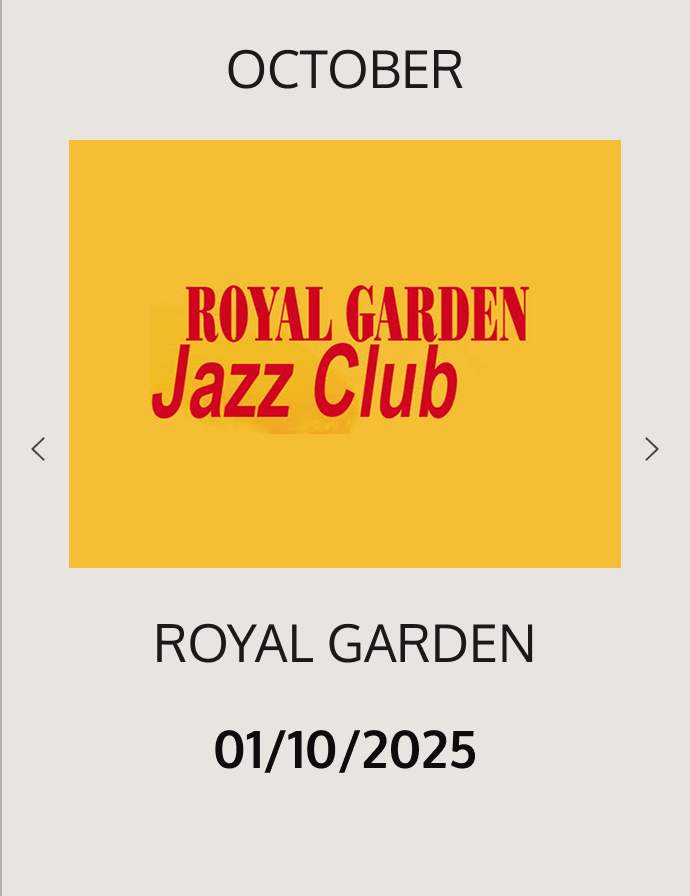 OCTOBER
ROYAL GARDEN
Jazz Club
ROYAL GARDEN
01/10/2025